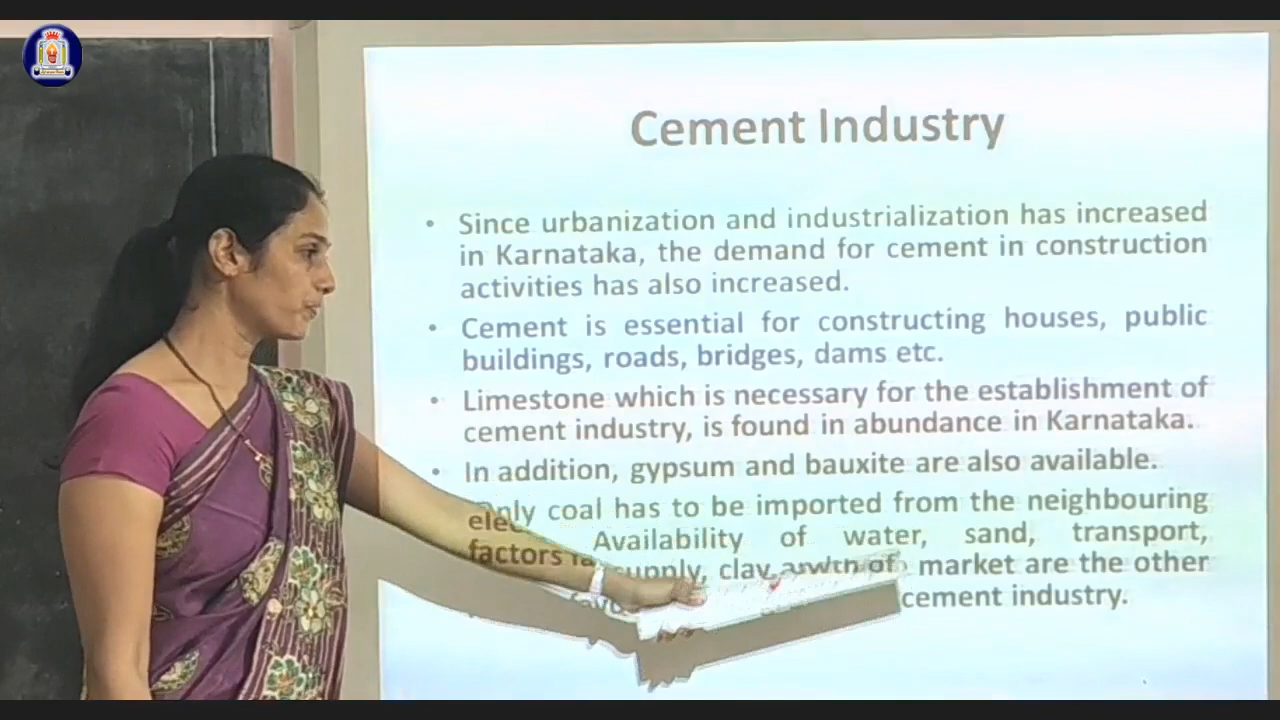 Cement Industry
• Since urbanization and industrialization has increased
in Karnataka, the demand for cement in construction
activities has also increased.
• Cement is essential for constructing houses, public
buildings, roads, bridges, dams etc.
• Limestone which is necessary for the establishment of
cement industry, is found in abundance in Karnataka.
• In addition, gypsum and bauxite are also available.
coal has to be imported from the neighbouring
Availability of water, sand, transport,
factors supply, clay market are the other
cement industry.